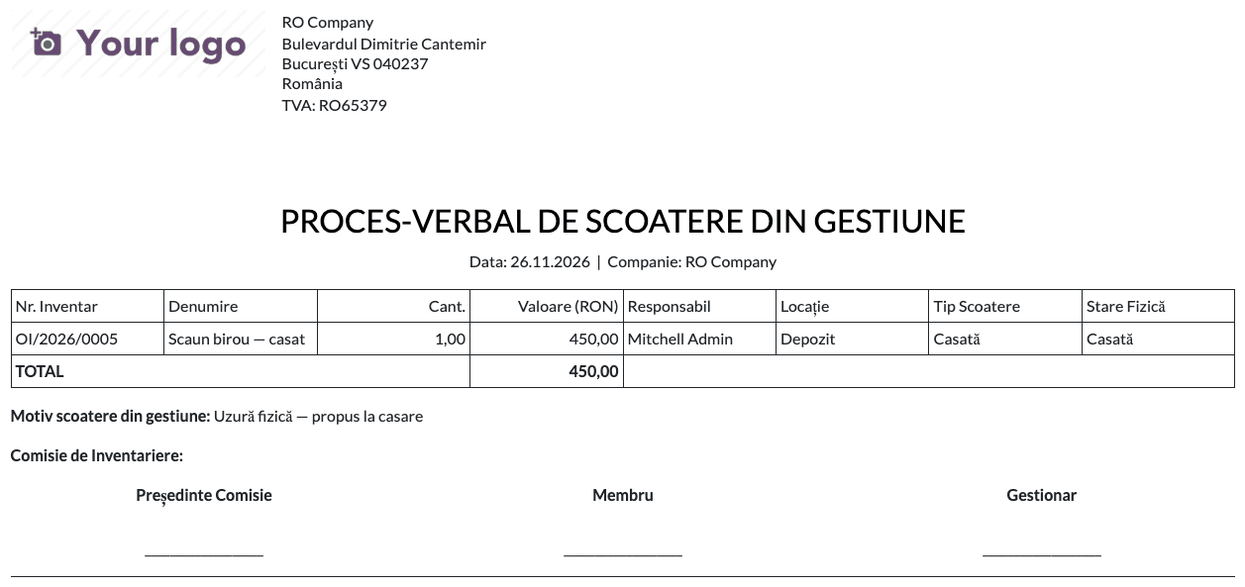 Your logo
RO Company
Bulevardul Dimitrie Cantemir
București VS 040237
România
TVA: RO65379
PROCES-VERBAL DE SCOATERE DIN GESTIUNE
Data: 26.11.2026 | Companie: RO Company
Nr. Inventar Denumire Cant. Valoare (RON) Responsabil Locație Tip Scoatere Stare Fizică
OI/2026/0005 Scaun birou — casat 1,00 450,00 Mitchell Admin Depozit Casată Casată
TOTAL 450,00
Motiv scoatere din gestiune: Uzură fizică — propus la casare
Comisie de Inventariere:
Președinte Comisie Membru Gestionar